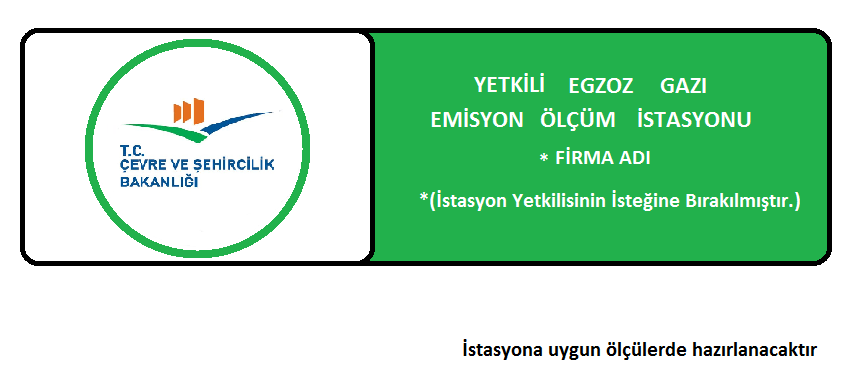 T.C.
ÇEVRE VE ŞEHİRCİLİK
BAKANLIĞI
YETKİLİ EGZOZ GAZI
EMİSYON ÖLÇÜM İSTASYONU
* FİRMA ADI
*(İstasyon Yetkilisinin İsteğine Bırakılmıştır.)
İstasyona uygun ölçülerde hazırlanacaktır